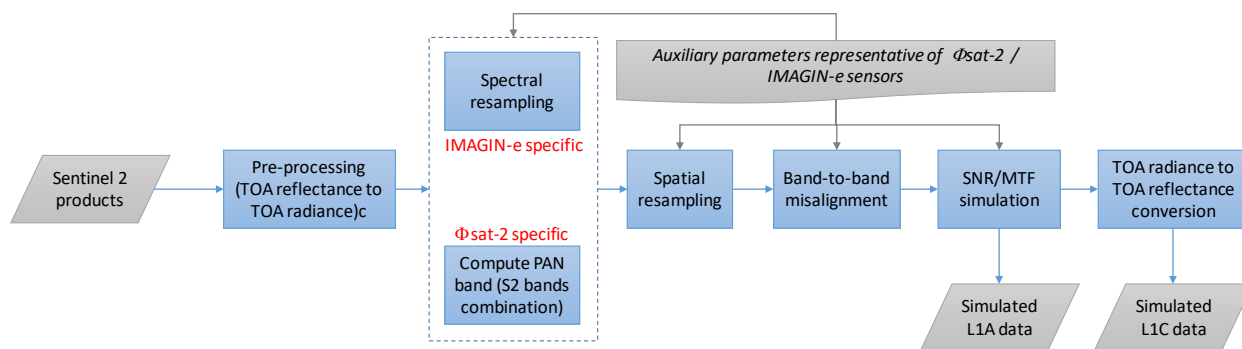 Auxiliary parameters representative of Φsat-2 /
IMAGIN-e sensors
Spectral
resampling
IMAGIN-e specific
Sentinel 2
products
Pre-processing
(TOA reflectance to
TOA radiance)c
Φsat-2 specific
Compute PAN
band (S2 bands
combination)
Spatial
resampling
Band-to-band
misalignment
SNR/MTF
simulation
TOA radiance to
TOA reflectance
conversion
Simulated
L1A data
Simulated
L1C data